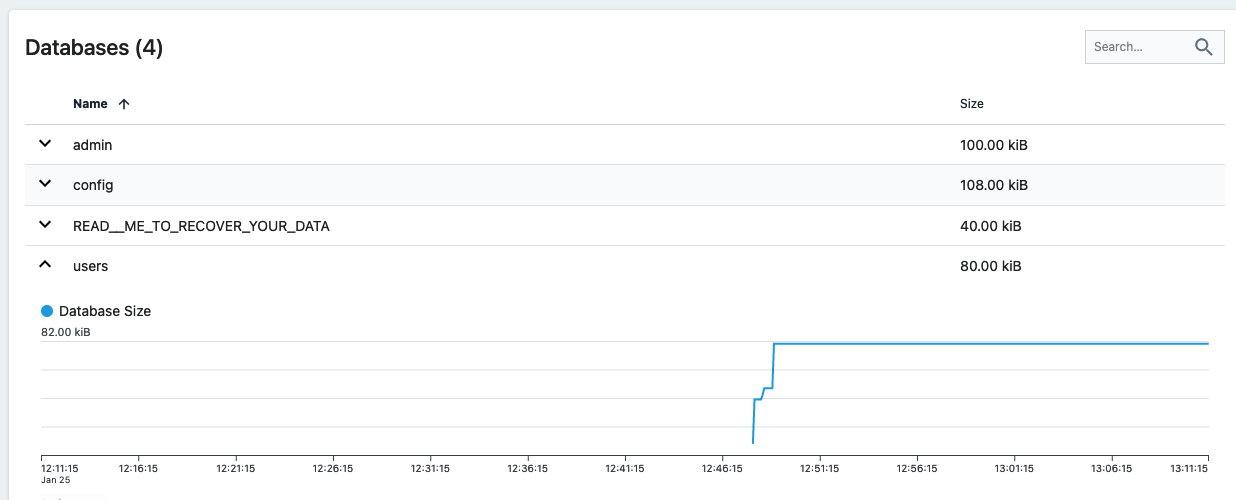 Databases (4)
Search...
Name Size
admin 100.00 kiB
config 108.00 kiB
READ__ME_TO_RECOVER_YOUR_DATA 40.00 kiB
users 80.00 kiB
Database Size
82.00 kiB
12:11:15 12:16:15 12:21:15 12:26:15 12:31:15 12:36:15 12:41:15 12:46:15 12:51:15 12:56:15 13:01:15 13:06:15 13:11:15
Jan 25